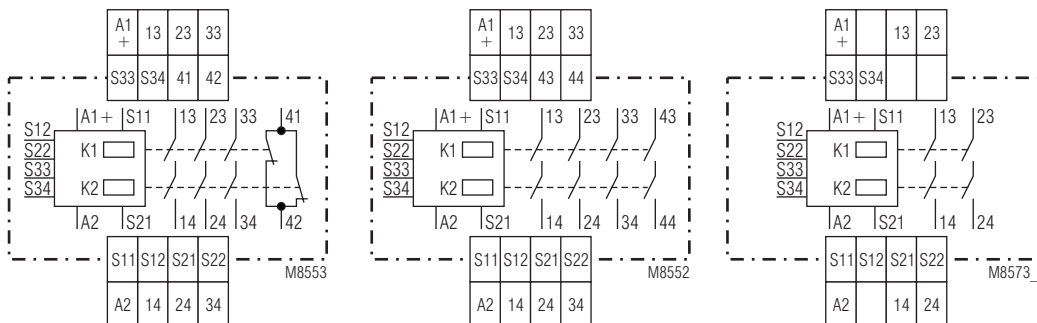 A1 + 13 23 33
S33 S34 41 42
A1+ S11 13 23 33 41
S12
S22
S33
S34
K1
K2
A2 S21 14 24 34 42
S11 S12 S21 S22
M8553
A2 14 24 34
A1 + 13 23 33
S33 S34 43 44
A1+ S11 13 23 33 43
S12
S22
S33
S34
K1
K2
A2 S21 14 24 34 44
S11 S12 S21 S22
M8552
A2 14 24 34
A1 + 13 23
S33 S34
A1+ S11 13 23
S12
S22
S33
S34
K1
K2
A2 S21 14 24
S11 S12 S21 S22
M8573_
A2 14 24